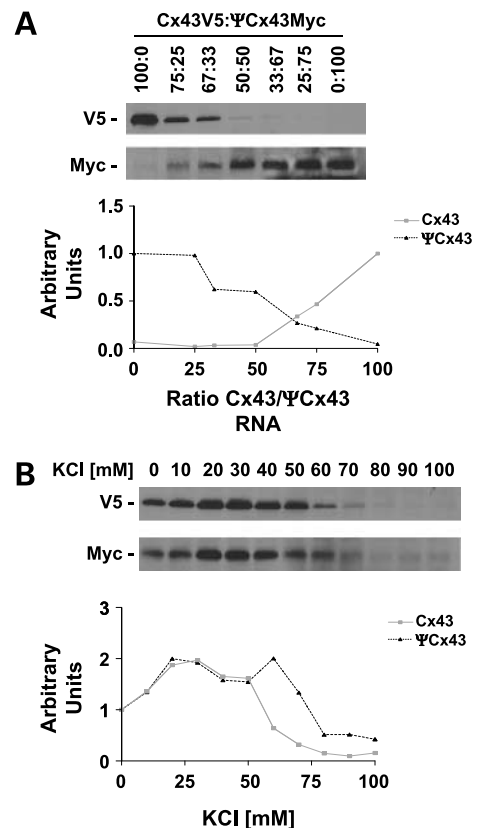 A
Cx43V5:ΨCx43Myc
100:0 75:25 67:33 50:50 33:67 25:75 0:100
V5 -
Myc -
Cx43
ΨCx43
Arbitrary
Units
1.5
1.0
0.5
0.0
0 25 50 75 100
Ratio Cx43/ΨCx43
RNA
B
KCl [mM] 0 10 20 30 40 50 60 70 80 90 100
V5 -
Myc -
Cx43
ΨCx43
Arbitrary
Units
3
2
1
0
0 25 50 75 100
KCl [mM]